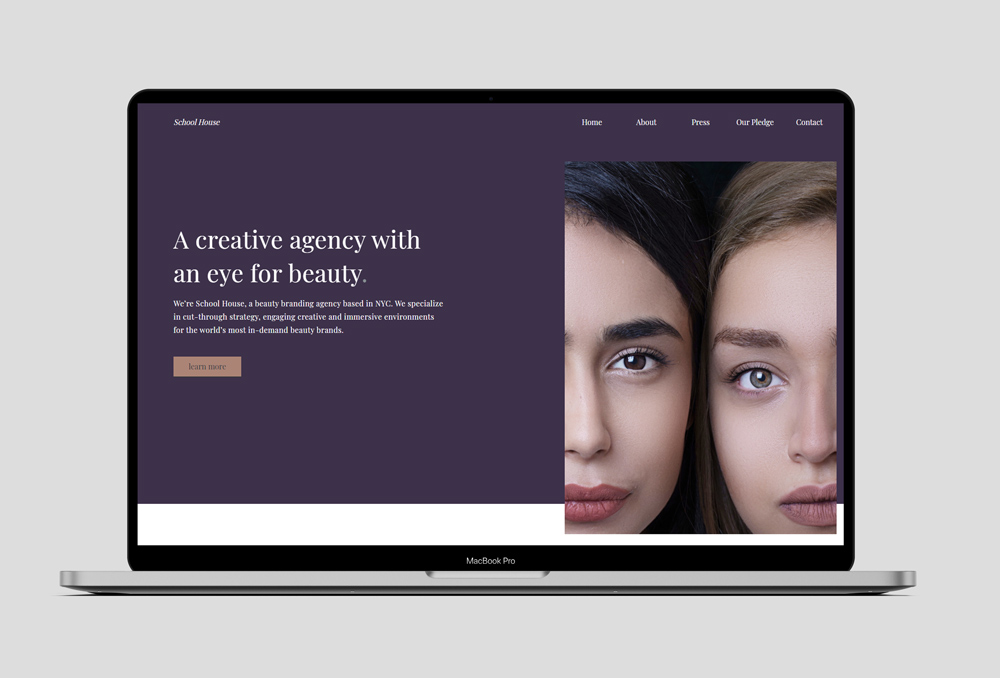 School House
Home About Press Our Pledge Contact
A creative agency with
an eye for beauty.
We're School House, a beauty branding agency based in NYC. We specialize
in cut-through strategy, engaging creative and immersive environments
for the world's most in-demand beauty brands.
learn more
MacBook Pro